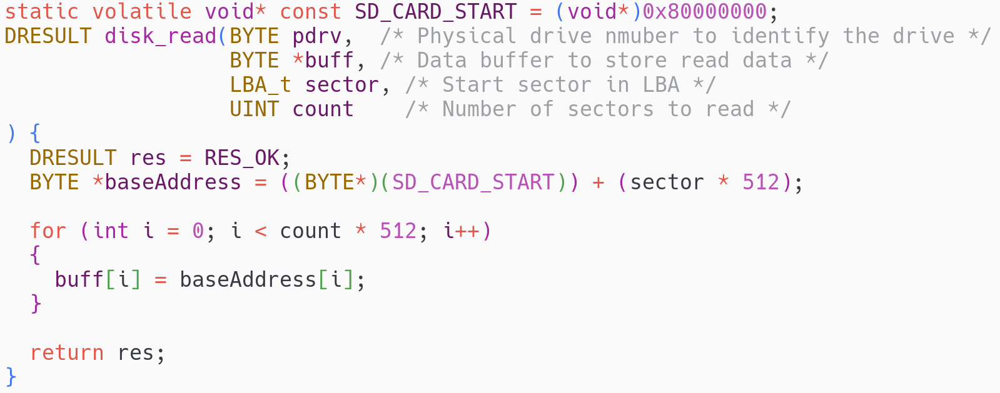 static volatile void* const SD_CARD_START = (void*)0x80000000;
DRESULT disk_read(BYTE pdrv,  /* Physical drive nmuber to identify the drive */
                  BYTE *buff, /* Data buffer to store read data */
                  LBA_t sector, /* Start sector in LBA */
                  UINT count    /* Number of sectors to read */
) {
  DRESULT res = RES_OK;
  BYTE *baseAddress = ((BYTE*)(SD_CARD_START)) + (sector * 512);

  for (int i = 0; i < count * 512; i++)
  {
    buff[i] = baseAddress[i];
  }

  return res;
}